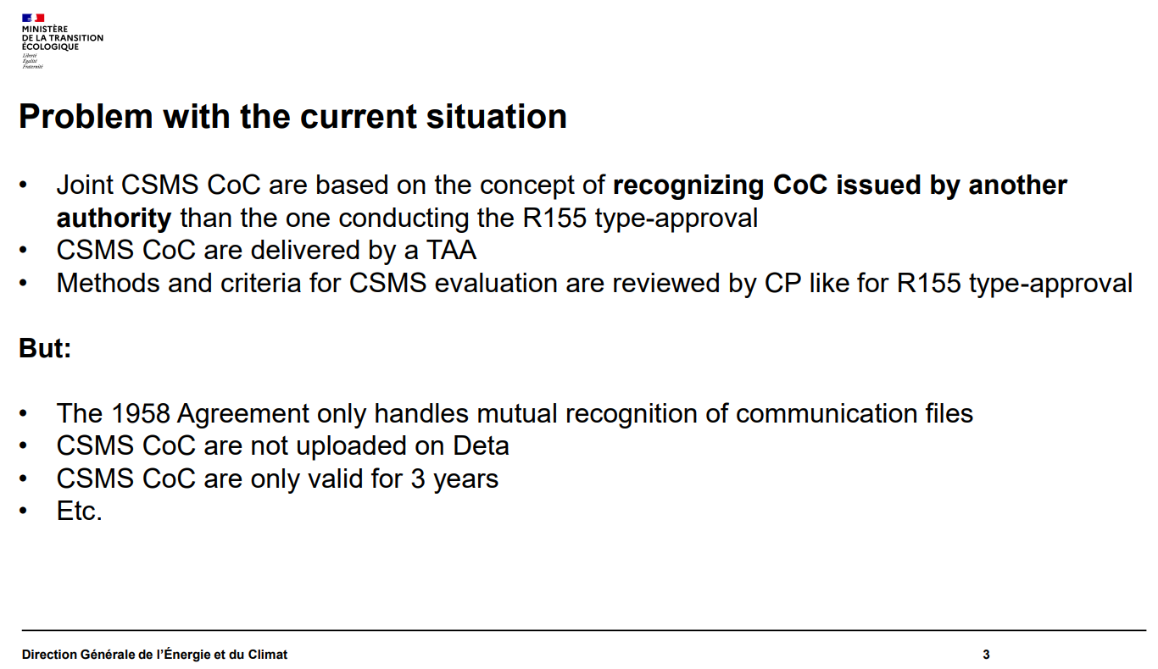 MINISTÈRE
DE LA TRANSITION
ÉCOLOGIQUE
Liberté
Égalité
Fraternité
Problem with the current situation
• Joint CSMS CoC are based on the concept of recognizing CoC issued by another
authority than the one conducting the R155 type-approval
• CSMS CoC are delivered by a TAA
• Methods and criteria for CSMS evaluation are reviewed by CP like for R155 type-approval
But:
• The 1958 Agreement only handles mutual recognition of communication files
• CSMS CoC are not uploaded on Deta
• CSMS CoC are only valid for 3 years
• Etc.
Direction Générale de l’Énergie et du Climat
3